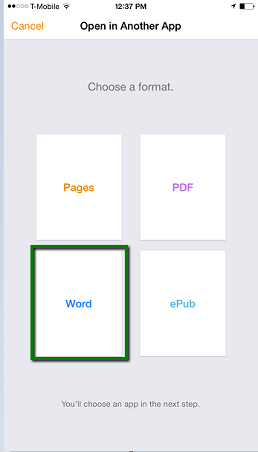 T-Mobile 12:37 PM
Cancel Open in Another App
Choose a format.
Pages PDF
Word ePub
You'll choose an app in the next step.